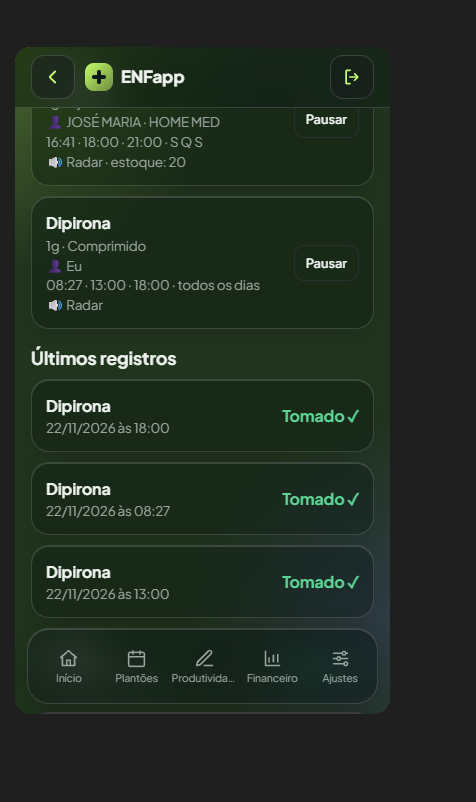 ENFapp
JOSÉ MARIA · HOME MED
16:41 · 18:00 · 21:00 · S Q S
Radar · estoque: 20
Pausar
Dipirona
1g · Comprimido
Eu
08:27 · 13:00 · 18:00 · todos os dias
Radar
Pausar
Últimos registros
Dipirona
22/11/2026 às 18:00
Tomado ✓
Dipirona
22/11/2026 às 08:27
Tomado ✓
Dipirona
22/11/2026 às 13:00
Tomado ✓
Início
Plantões
Produtivida...
Financeiro
Ajustes